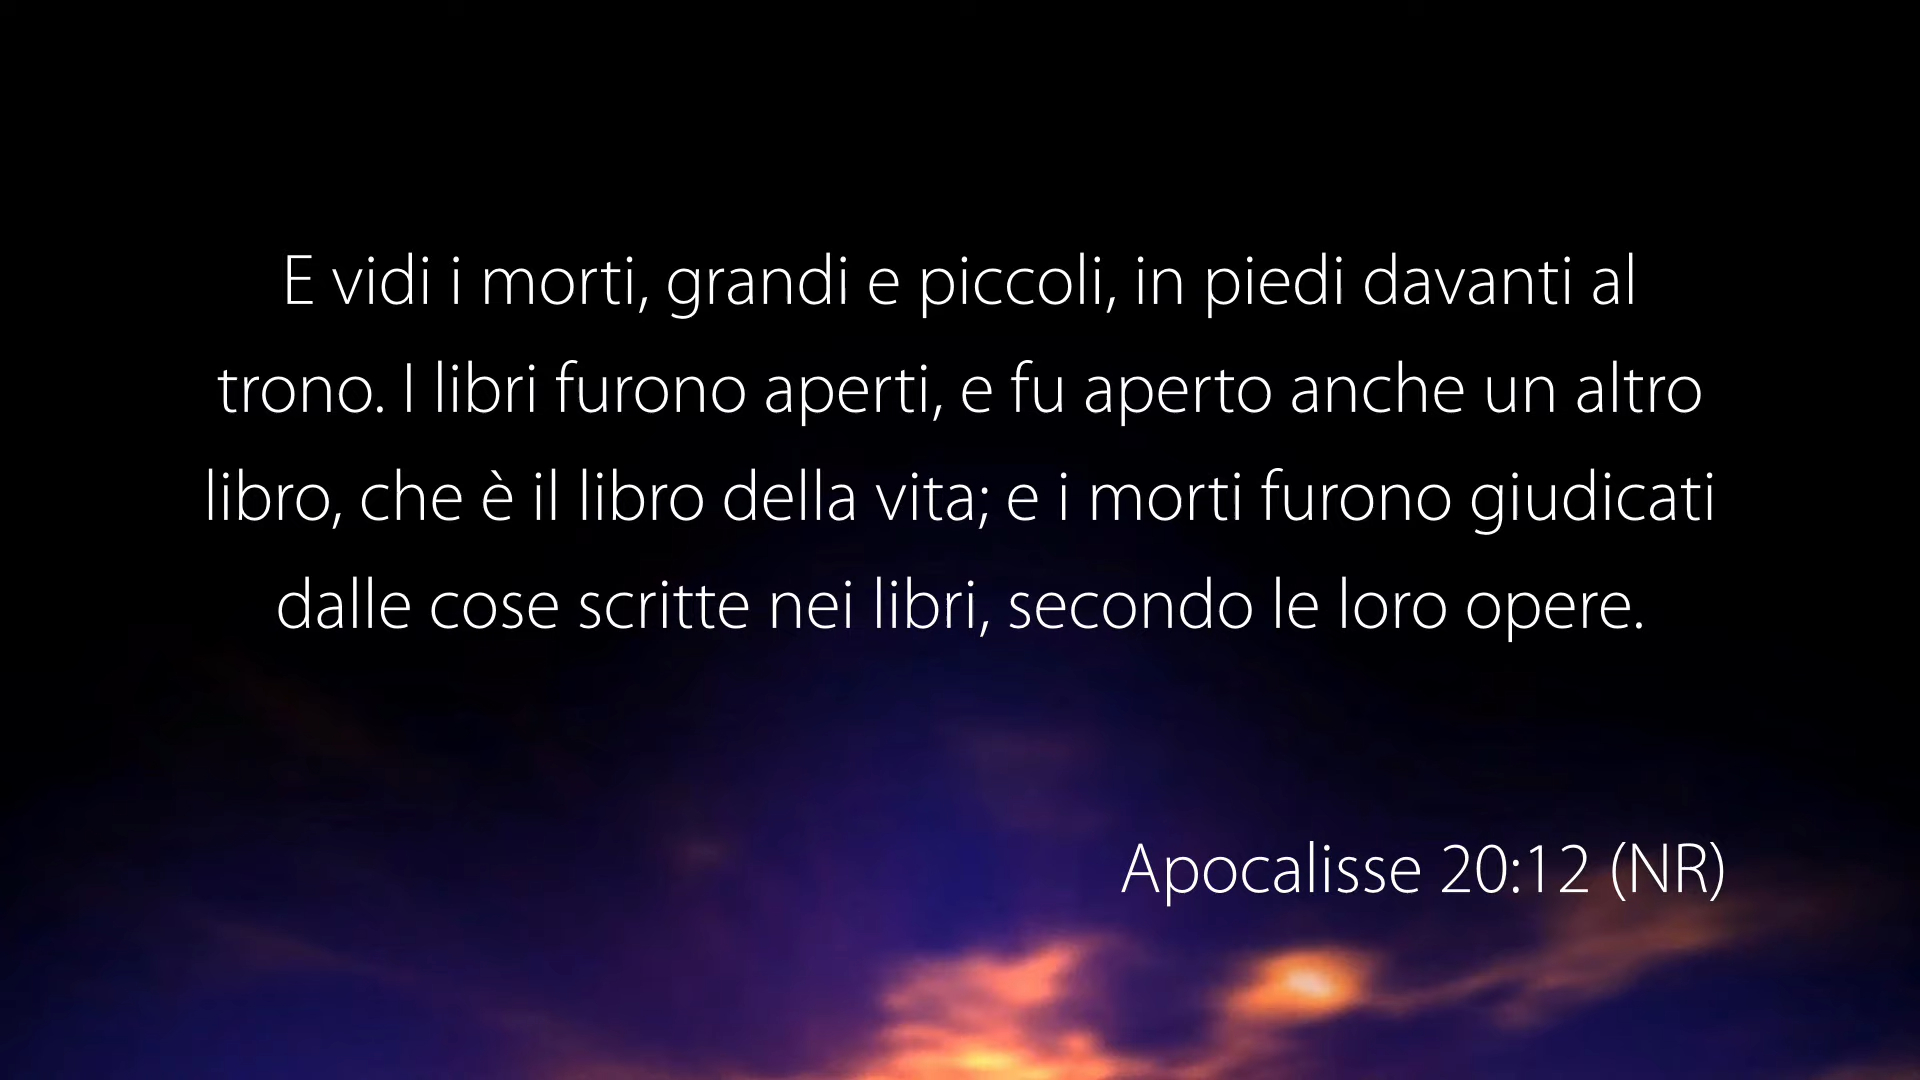 E vidi i morti, grandi e piccoli, in piedi davanti al
trono. I libri furono aperti, e fu aperto anche un altro
libro, che è il libro della vita; e i morti furono giudicati
dalle cose scritte nei libri, secondo le loro opere.
Apocalisse 20:12 (NR)